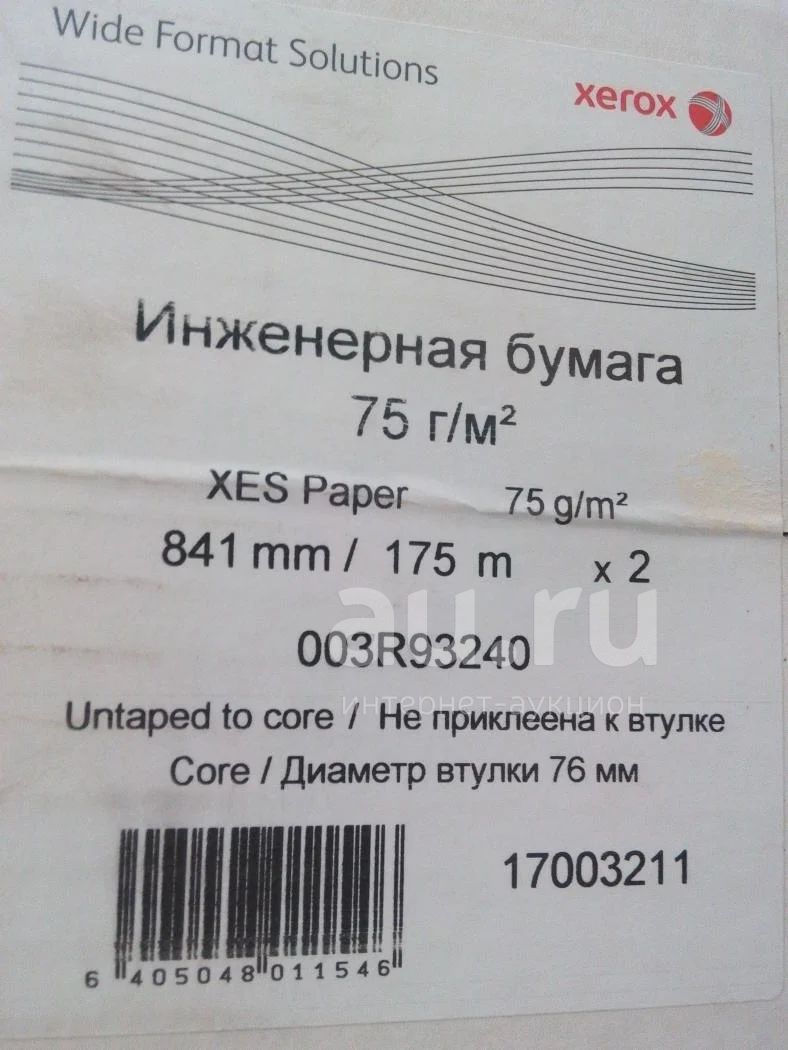 Wide Format Solutions
xerox
Инженерная бумага
75 г/м²
XES Paper 75 g/m²
841 mm / 175 m x 2
au.ru
003R93240
интернет-аукцион
Untaped to core / Не приклеена к втулке
Core / Диаметр втулки 76 мм
17003211
6 405048 011546